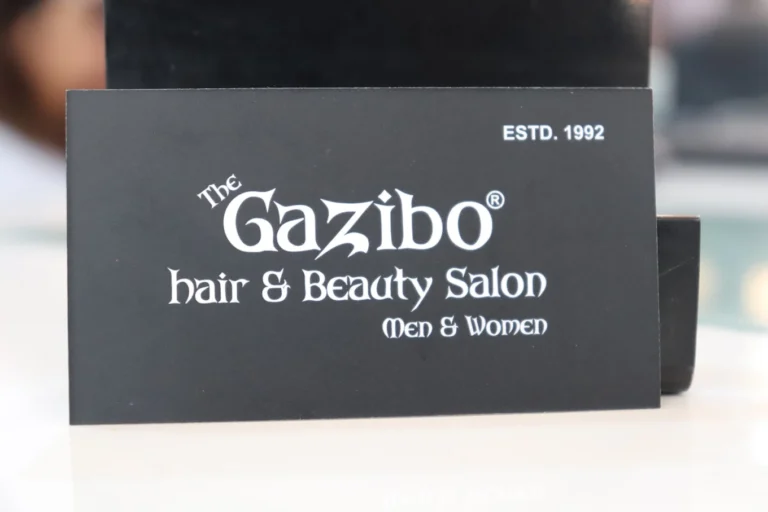 ESTD. 1992
The
Gazibo®
hair & Beauty Salon
Men & Women